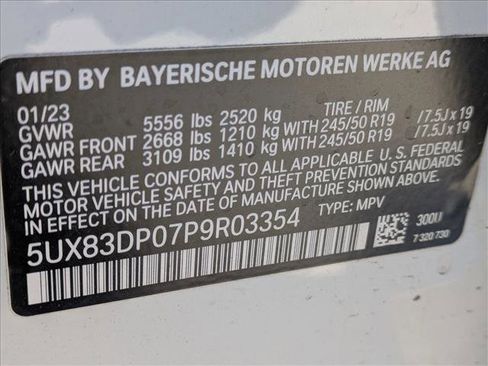 MFD BY BAYERISCHE MOTOREN WERKE AG
01/23 TIRE / RIM
GVWR 5556 lbs 2520 kg
GAWR FRONT 2668 lbs 1210 kg WITH 245/50 R19 /7.5J x 19
GAWR REAR 3109 lbs 1410 kg WITH 245/50 R19 /7.5J x 19
THIS VEHICLE CONFORMS TO ALL APPLICABLE U. S. FEDERAL
MOTOR VEHICLE SAFETY AND THEFT PREVENTION STANDARDS
IN EFFECT ON THE DATE OF MANUFACTURE SHOWN ABOVE.
5UX83DP07P9R03354 TYPE: MPV
300U
7 320 730